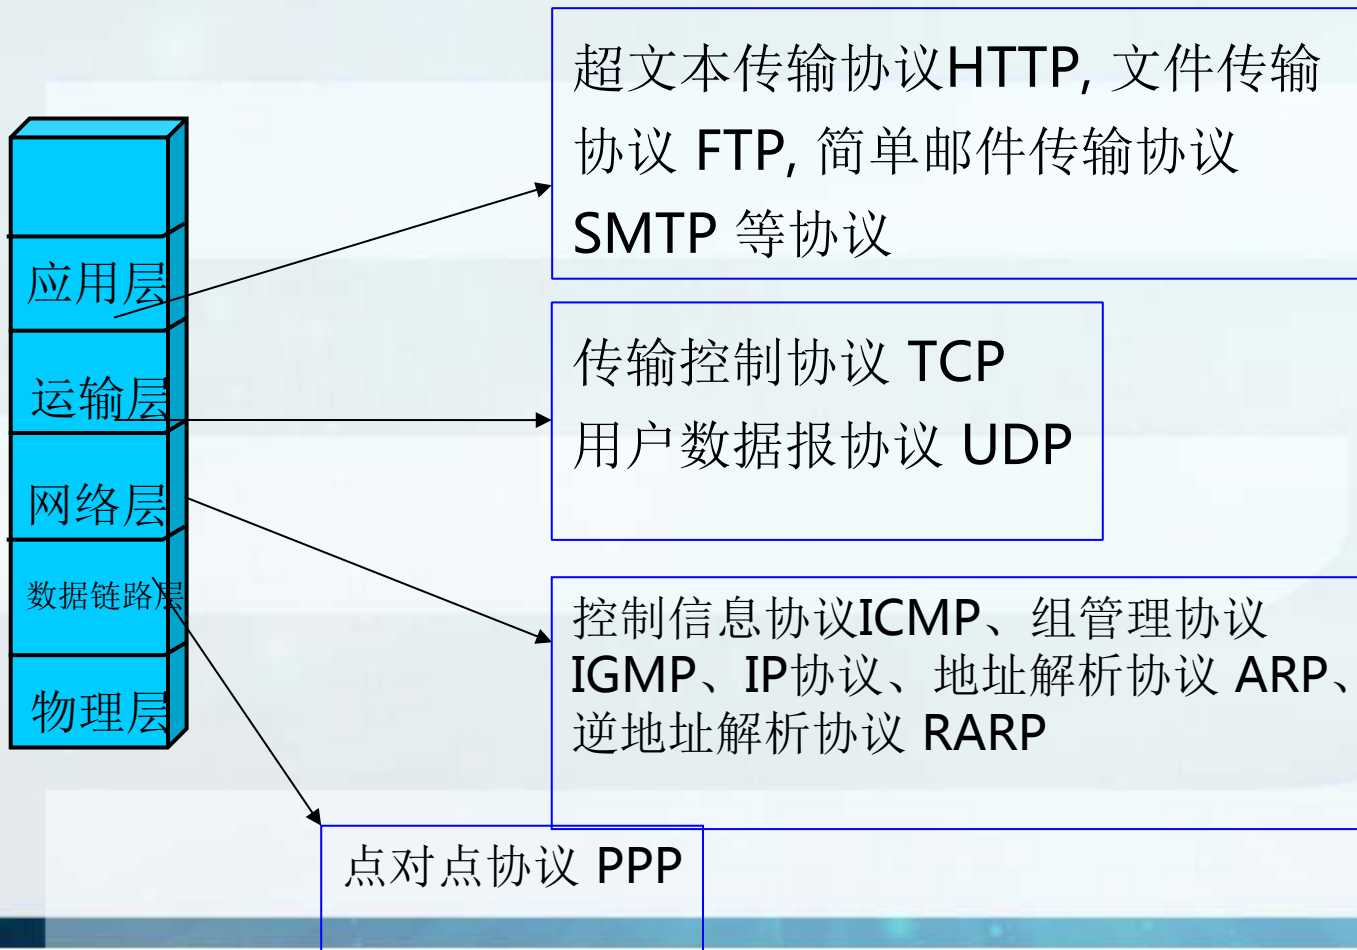 超文本传输协议HTTP, 文件传输
协议 FTP, 简单邮件传输协议
SMTP 等协议
应用层
传输控制协议 TCP
运输层
用户数据报协议 UDP
网络层
数据链路层
控制信息协议ICMP、组管理协议
IGMP、IP协议、地址解析协议 ARP、
逆地址解析协议 RARP
物理层
点对点协议 PPP